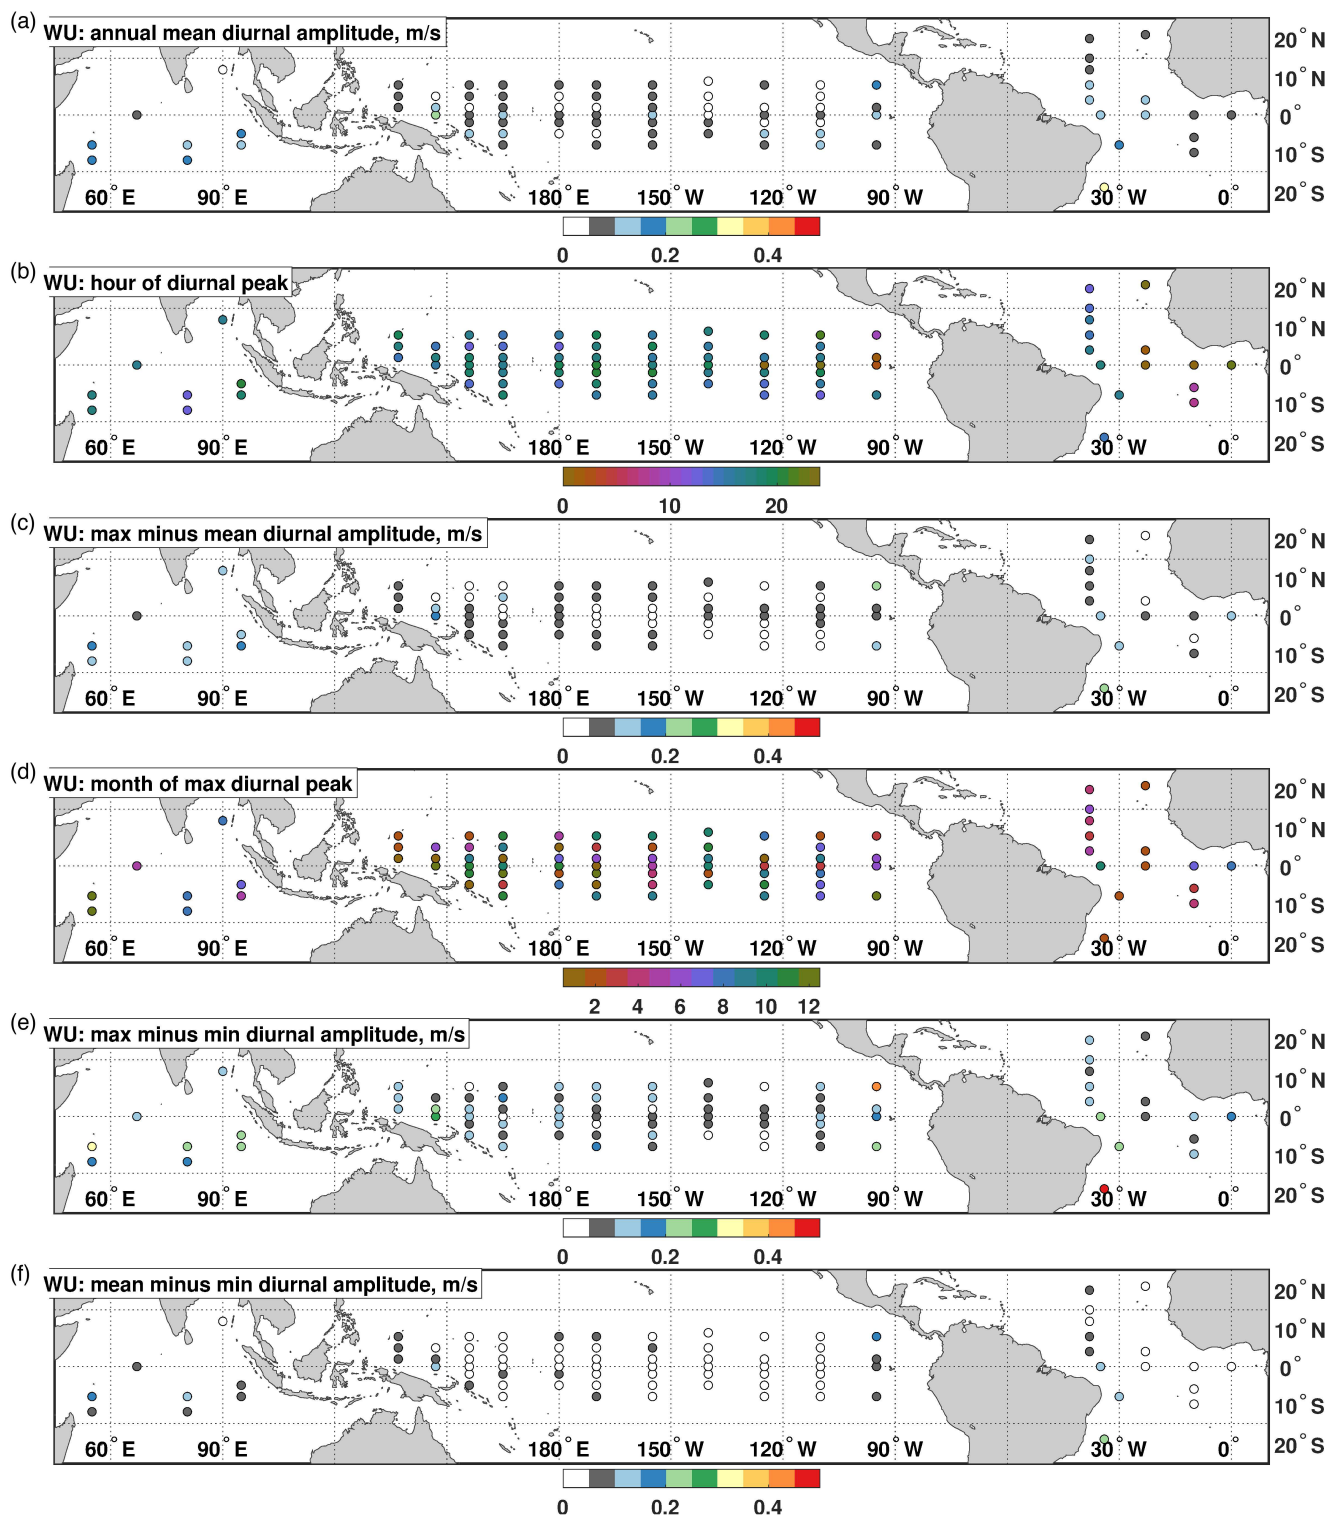 (a) WU: annual mean diurnal amplitude, m/s
20° N
10° N
0°
10° S
20° S
60° E 90° E 180° E 150° W 120° W 90° W 30° W 0°
0 0.2 0.4
(b) WU: hour of diurnal peak
20° N
10° N
0°
10° S
20° S
60° E 90° E 180° E 150° W 120° W 90° W 30° W 0°
0 10 20
(c) WU: max minus mean diurnal amplitude, m/s
20° N
10° N
0°
10° S
20° S
60° E 90° E 180° E 150° W 120° W 90° W 30° W 0°
0 0.2 0.4
(d) WU: month of max diurnal peak
20° N
10° N
0°
10° S
20° S
60° E 90° E 180° E 150° W 120° W 90° W 30° W 0°
2 4 6 8 10 12
(e) WU: max minus min diurnal amplitude, m/s
20° N
10° N
0°
10° S
20° S
60° E 90° E 180° E 150° W 120° W 90° W 30° W 0°
0 0.2 0.4
(f) WU: mean minus min diurnal amplitude, m/s
20° N
10° N
0°
10° S
20° S
60° E 90° E 180° E 150° W 120° W 90° W 30° W 0°
0 0.2 0.4